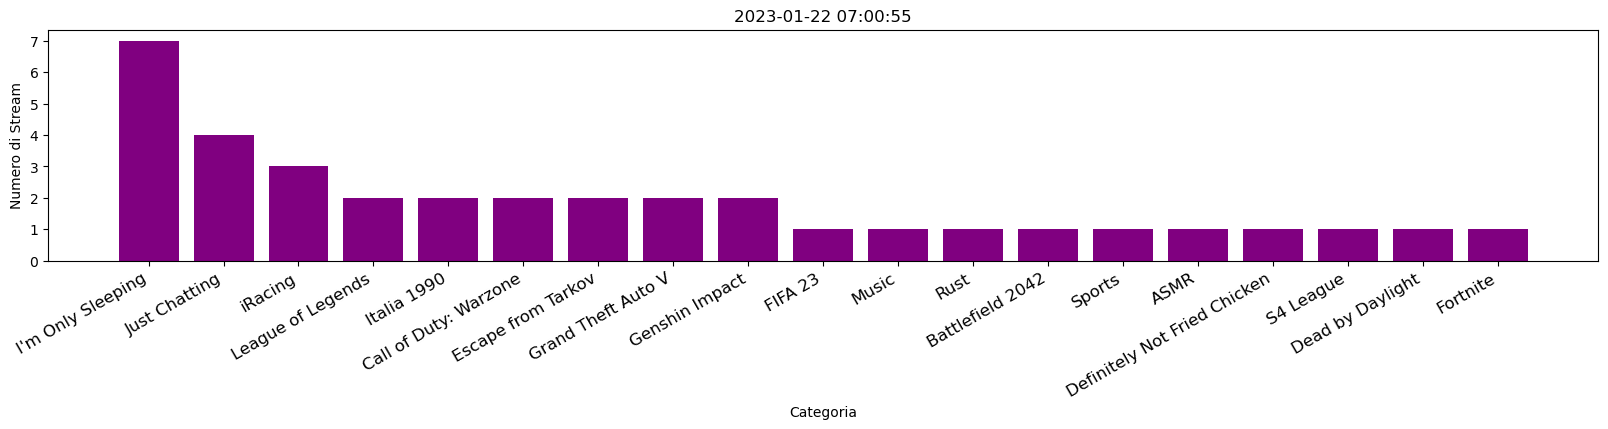 2023-01-22 07:00:55
Numero di Stream
7
6
5
4
3
2
1
0
I'm Only Sleeping
Just Chatting
iRacing
League of Legends
Italia 1990
Call of Duty: Warzone
Escape from Tarkov
Grand Theft Auto V
Genshin Impact
FIFA 23
Music
Rust
Battlefield 2042
Sports
ASMR
Definitely Not Fried Chicken
S4 League
Dead by Daylight
Fortnite
Categoria